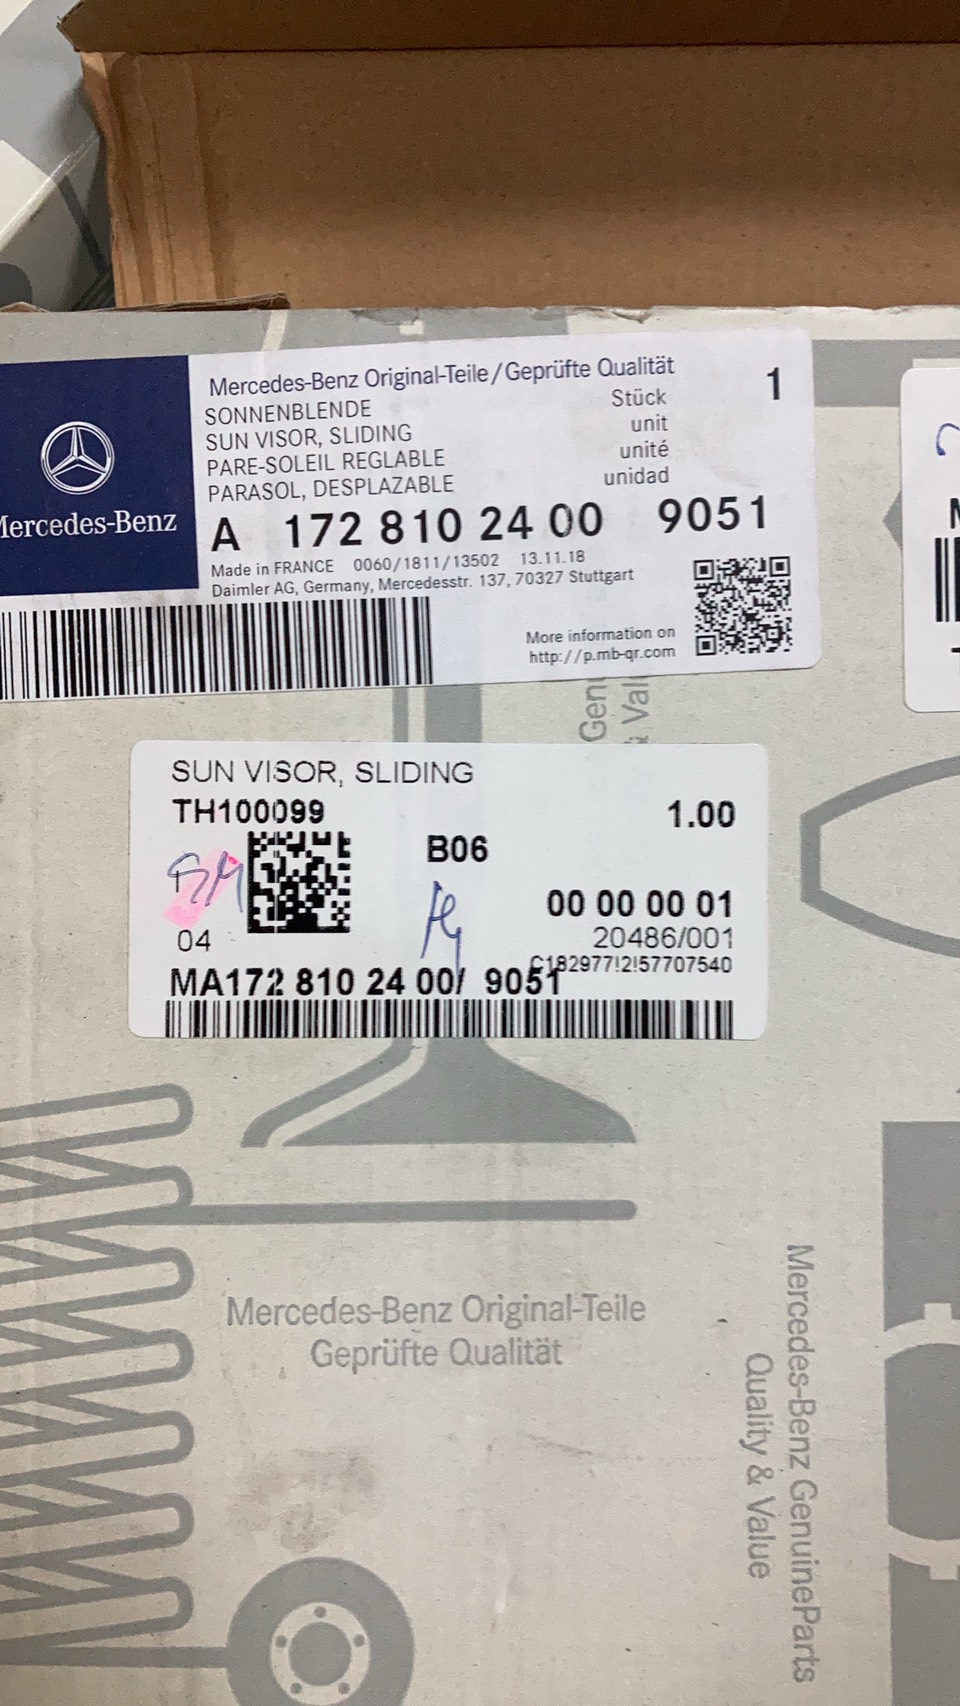 Mercedes-Benz Original-Teile/Geprüfte Qualität
1
SONNENBLENDE
Stück
SUN VISOR, SLIDING
unit
PARE-SOLEIL REGLABLE
unité
PARASOL, DESPLAZABLE
unidad
Mercedes-Benz
A 172 810 24 00 9051
Made in FRANCE 0060/1811/13502 13.11.18
Daimler AG, Germany, Mercedesstr. 137, 70327 Stuttgart
More information on
http://p.mb-qr.com
Genu
& Val
SUN VISOR, SLIDING
TH100099
1.00
B06
00 00 00 01
04
20486/001
C182977!2!57707540
MA172 810 24 00/ 9051
Mercedes-Benz Original-Teile
Geprüfte Qualität
Mercedes-Benz GenuineParts
Quality & Value